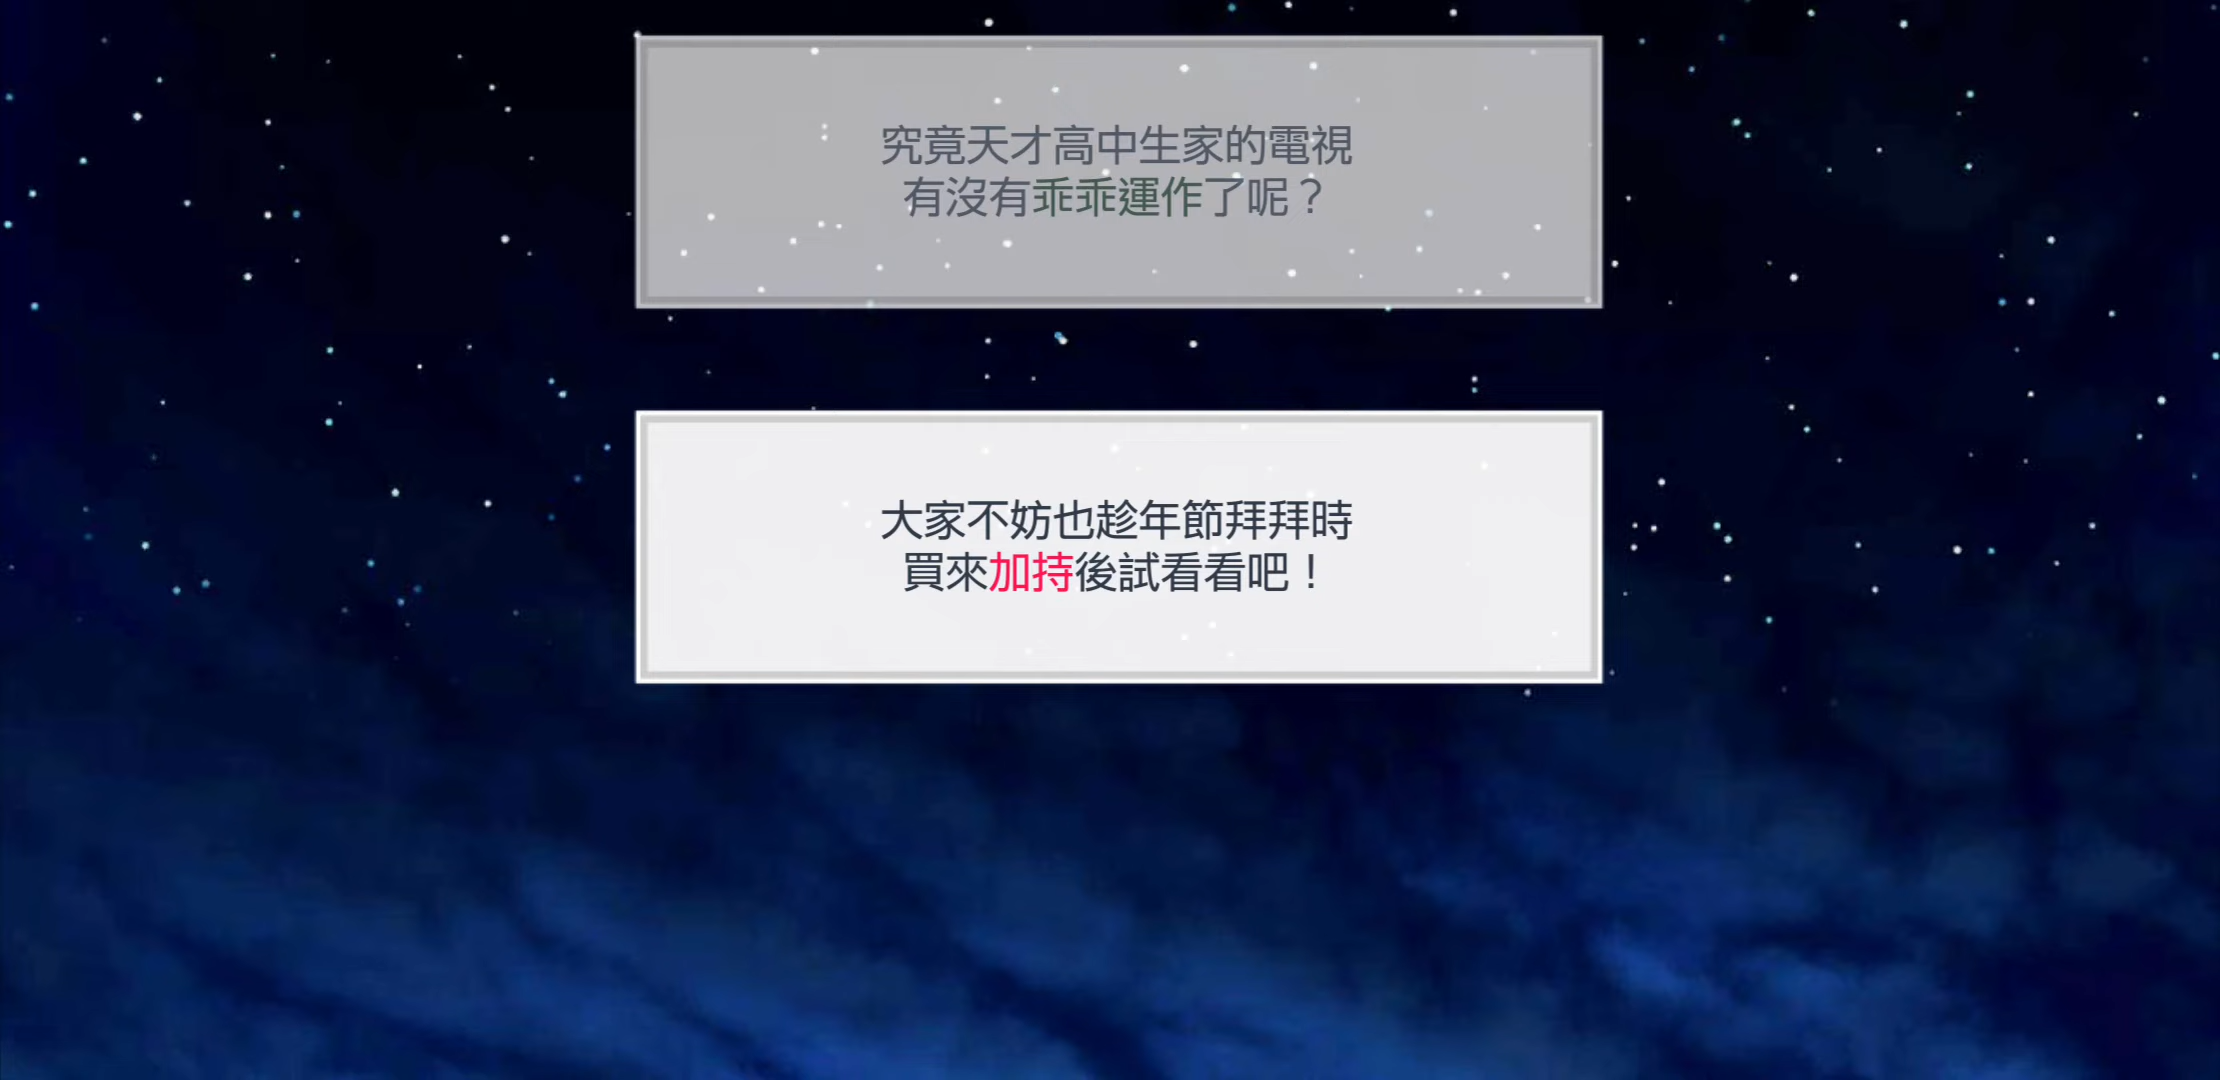 究竟天才高中生家的電視
有沒有乖乖運作了呢？
大家不妨也趁年節拜拜時
買來加持後試看看吧！